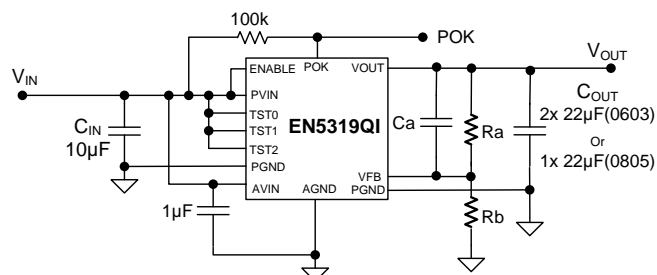 100k
POK
VIN
VOUT
ENABLE
POK
VOUT
PVIN
TST0
TST1
TST2
EN5319QI
PGND
AVIN
AGND
VFB
PGND
CIN
10µF
1µF
Ca
Ra
Rb
COUT
2x 22µF(0603)
Or
1x 22µF(0805)